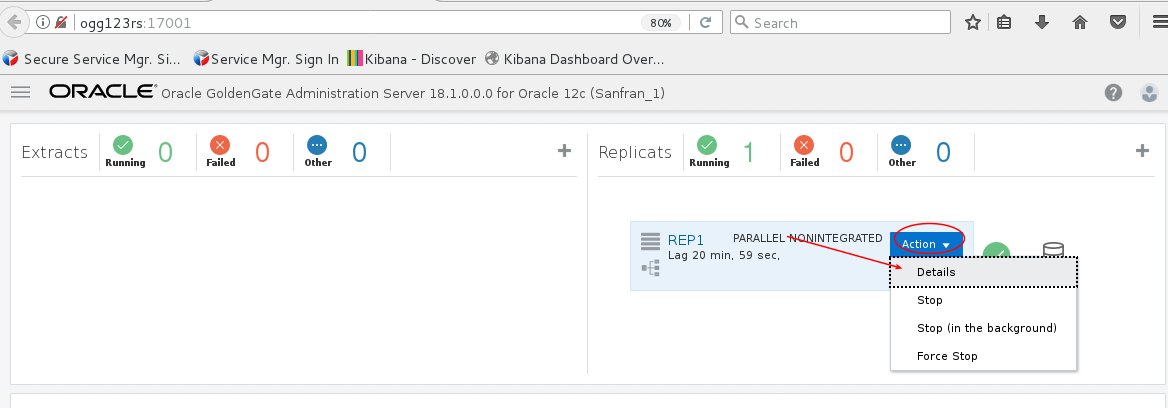 ogg123rs:17001
80%
Search
Secure Service Mgr. Si...
Service Mgr. Sign In
Kibana - Discover
Kibana Dashboard Over...
ORACLE® Oracle GoldenGate Administration Server 18.1.0.0.0 for Oracle 12c (Sanfran_1)
Extracts
Running
0
Failed
0
Other
0
Replicats
Running
1
Failed
0
Other
0
REP1
PARALLEL NONINTEGRATED
Action
Lag 20 min, 59 sec,
Details
Stop
Stop (in the background)
Force Stop